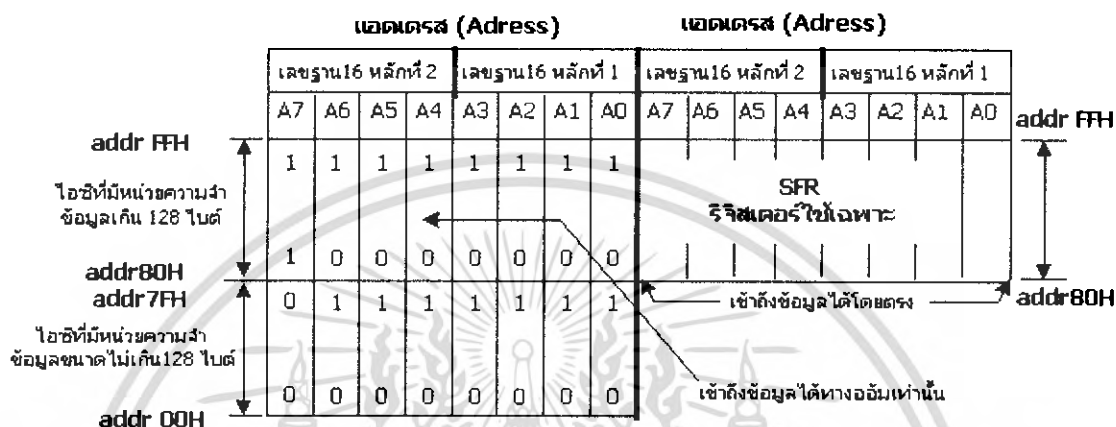 แอดเดรส (Adress) แอดเดรส (Adress)
เลขฐาน16 หลักที่ 2 เลขฐาน16 หลักที่ 1 เลขฐาน16 หลักที่ 2 เลขฐาน16 หลักที่ 1
A7 A6 A5 A4 A3 A2 A1 A0 A7 A6 A5 A4 A3 A2 A1 A0
addr FFH addr FFH
1 1 1 1 1 1 1 1
SFR
ไอซีที่มีหน่วยความจำ รีจิสเตอร์ใช้เฉพาะ
ข้อมูลเกิน 128 ไบต์
1 0 0 0 0 0 0 0
addr80H
addr7FH addr80H
0 1 1 1 1 1 1 1 เข้าถึงข้อมูลได้โดยตรง
ไอซีที่มีหน่วยความจำ
ข้อมูลขนาดไม่เกิน128 ไบต์
0 0 0 0 0 0 0 0 เข้าถึงข้อมูลได้ทางอ้อมเท่านั้น
addr 00H